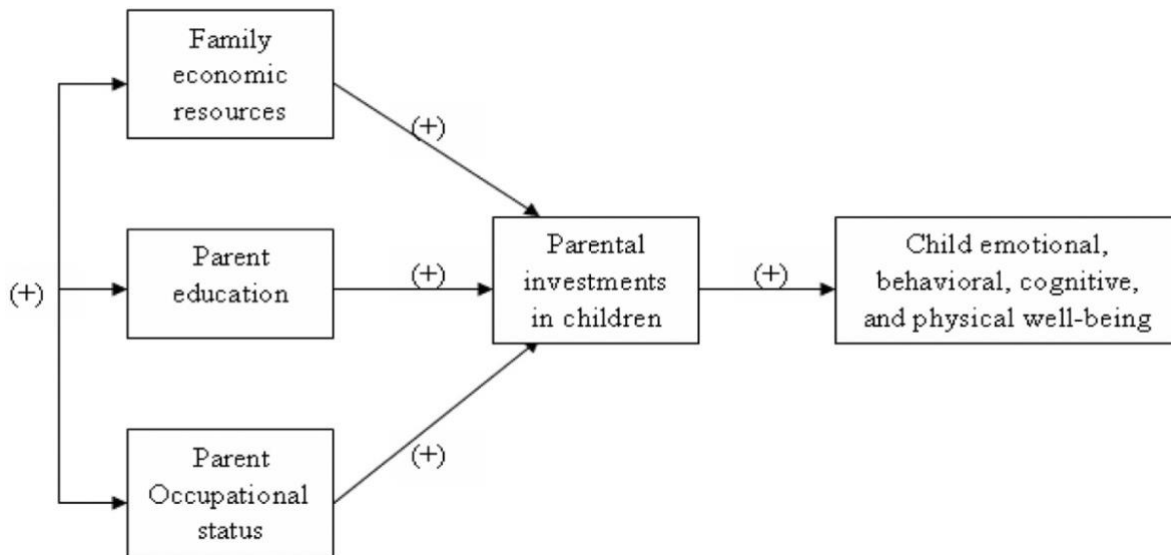 Family
economic
resources
(+)
(+)
Parent
education
(+)
Parental
investments
in children
(+)
Child emotional,
behavioral, cognitive,
and physical well-being
(+)
Parent
Occupational
status